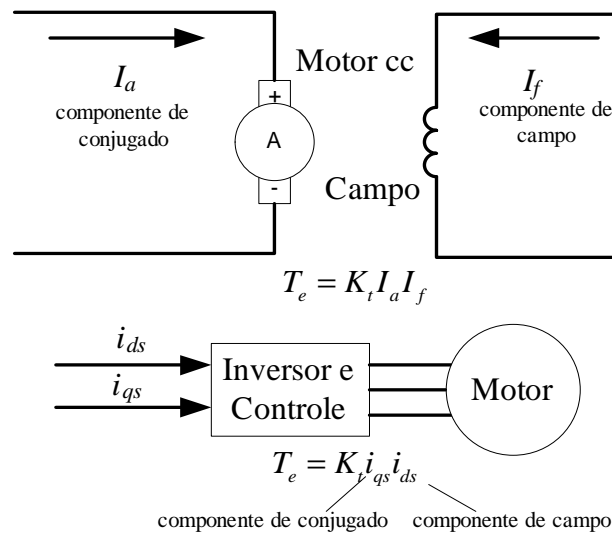 I_a
componente de
conjugado
Motor cc
+
A
-
Campo
I_f
componente de
campo
T_e = K_t I_a I_f
i_ds
i_qs
Inversor e
Controle
Motor
T_e = K_t i_qs i_ds
componente de conjugado
componente de campo